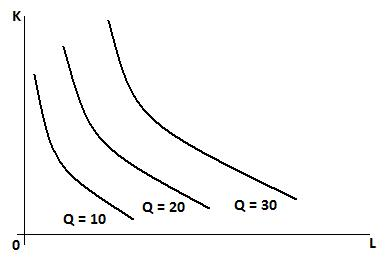 K
Q = 10
Q = 20
Q = 30
0
L